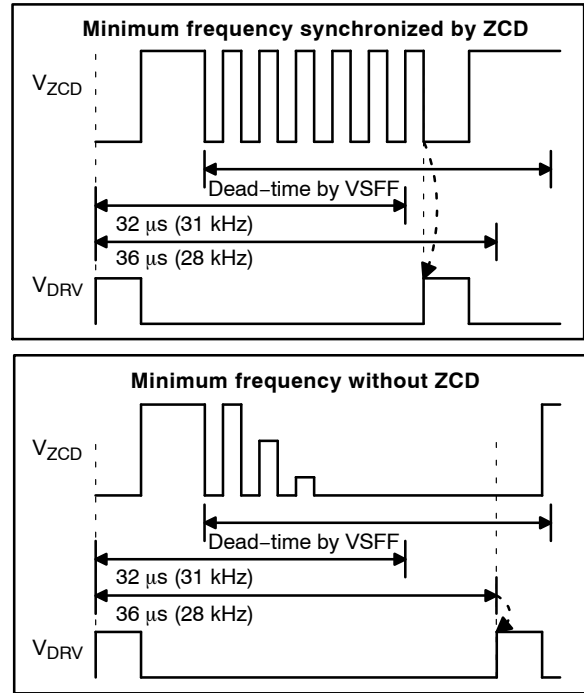 Minimum frequency synchronized by ZCD
VZCD
Dead−time by VSFF
32 μs (31 kHz)
36 μs (28 kHz)
VDRV
Minimum frequency without ZCD
VZCD
Dead−time by VSFF
32 μs (31 kHz)
36 μs (28 kHz)
VDRV